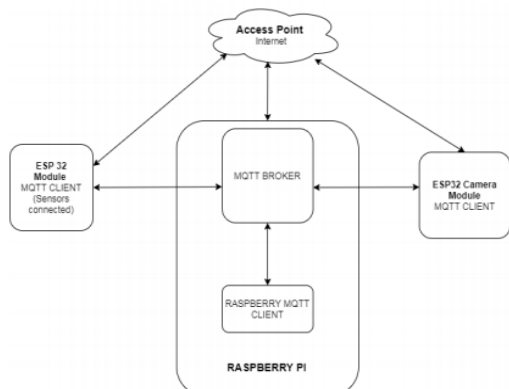 Access Point
Internet
ESP 32
Module
MQTT CLIENT
(Sensors
connected)
MQTT BROKER
ESP32 Camera
Module
MQTT CLIENT
RASPBERRY MQTT
CLIENT
RASPBERRY PI